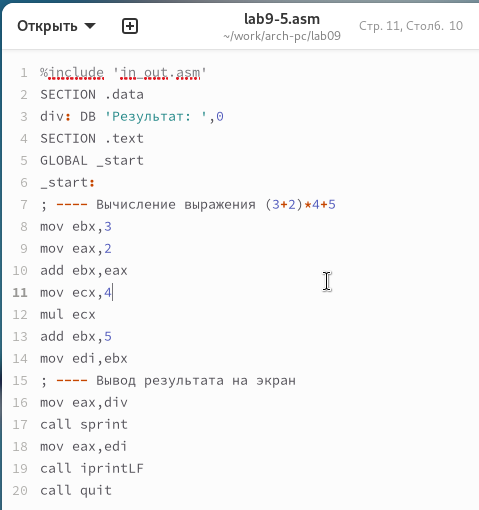 Открыть
lab9-5.asm
~/work/arch-pc/lab09
Стр. 11, Столб. 10
1 %include 'in_out.asm'
2 SECTION .data
3 div: DB 'Результат: ',0
4 SECTION .text
5 GLOBAL _start
6 _start:
7 ; ---- Вычисление выражения (3+2)*4+5
8 mov ebx,3
9 mov eax,2
10 add ebx,eax
11 mov ecx,4
12 mul ecx
13 add ebx,5
14 mov edi,ebx
15 ; ---- Вывод результата на экран
16 mov eax,div
17 call sprint
18 mov eax,edi
19 call iprintLF
20 call quit